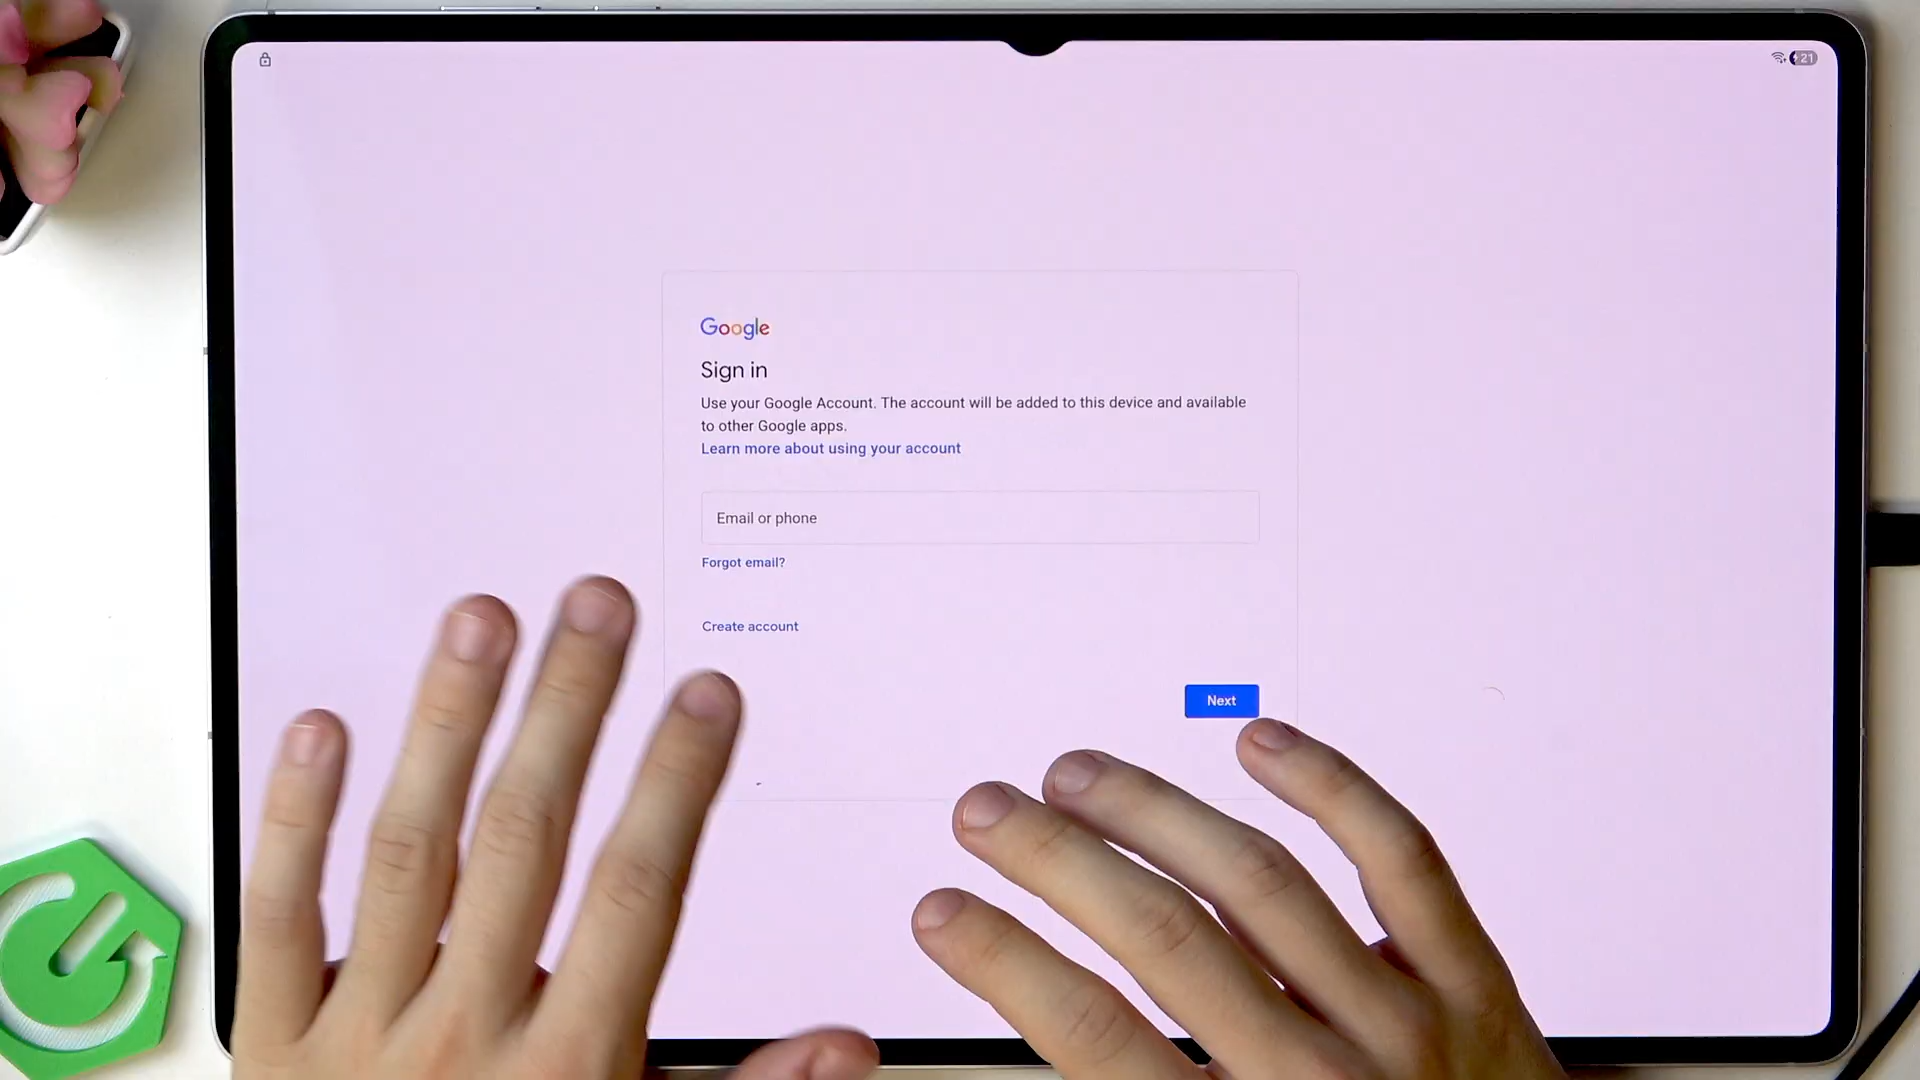 21
Google
Sign in
Use your Google Account. The account will be added to this device and available
to other Google apps.
Learn more about using your account
Email or phone
Forgot email?
Create account
Next